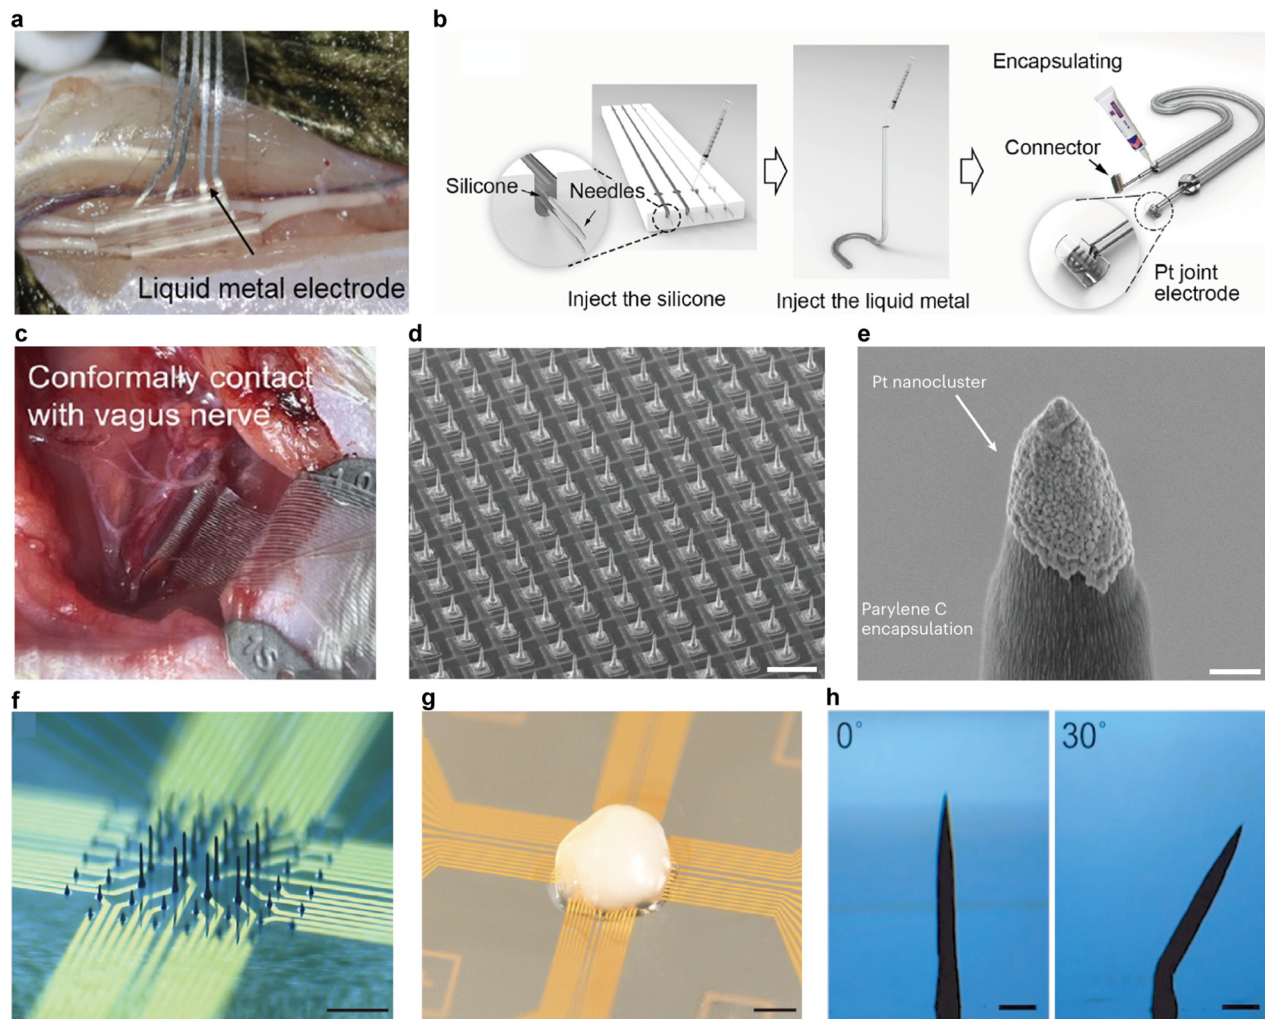 a
Liquid metal electrode
b
Silicone
Needles
Inject the silicone
Inject the liquid metal
Encapsulating
Connector
Pt joint
electrode
c
Conformally contact
with vagus nerve
d
e
Pt nanocluster
Parylene C
encapsulation
f
g
h
0°
30°